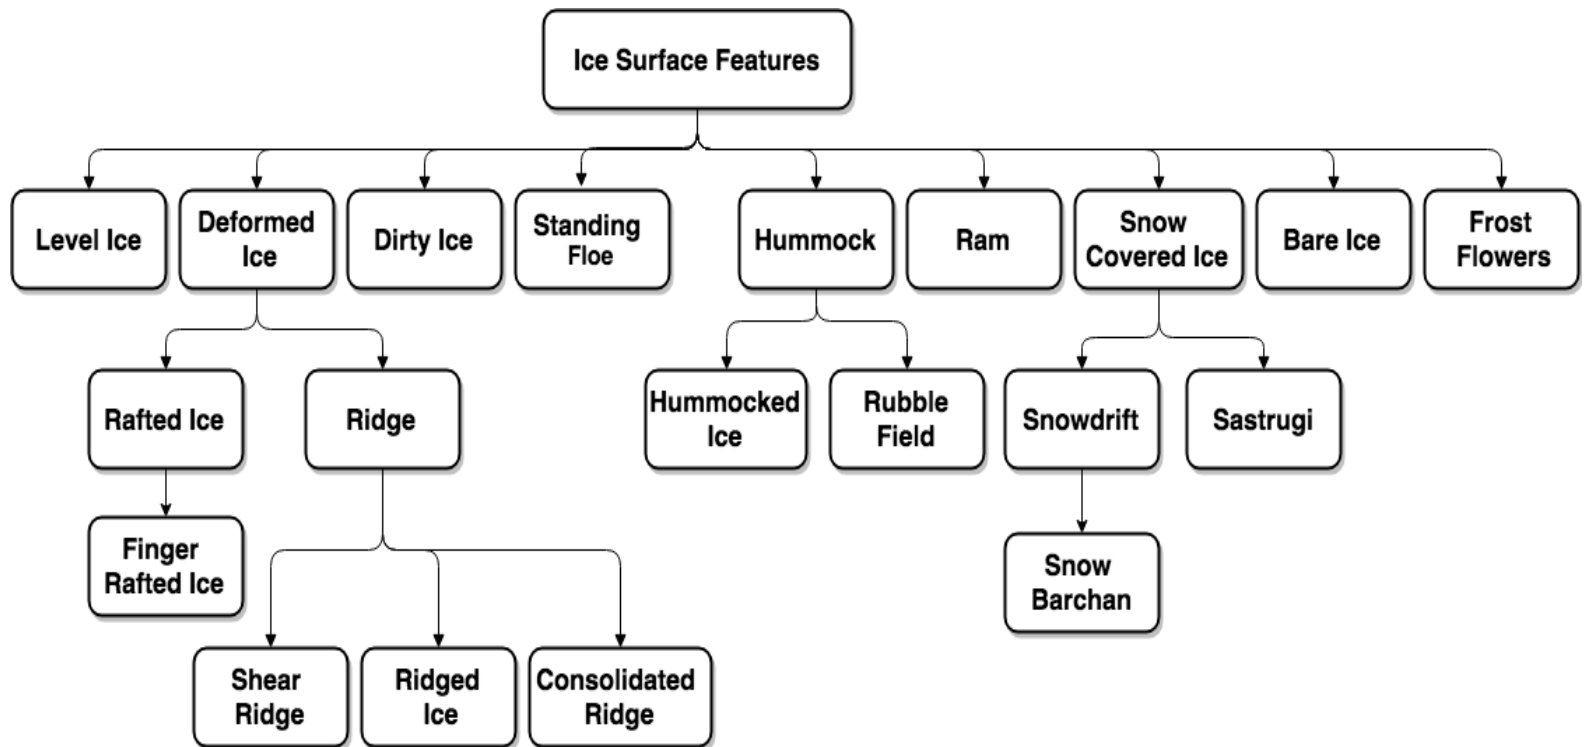 Ice Surface Features
Level Ice
Deformed
Ice
Dirty Ice
Standing
Floe
Hummock
Ram
Snow
Covered Ice
Bare Ice
Frost
Flowers
Rafted Ice
Ridge
Hummocked
Ice
Rubble
Field
Snowdrift
Sastrugi
Finger
Rafted Ice
Snow
Barchan
Shear
Ridge
Ridged
Ice
Consolidated
Ridge